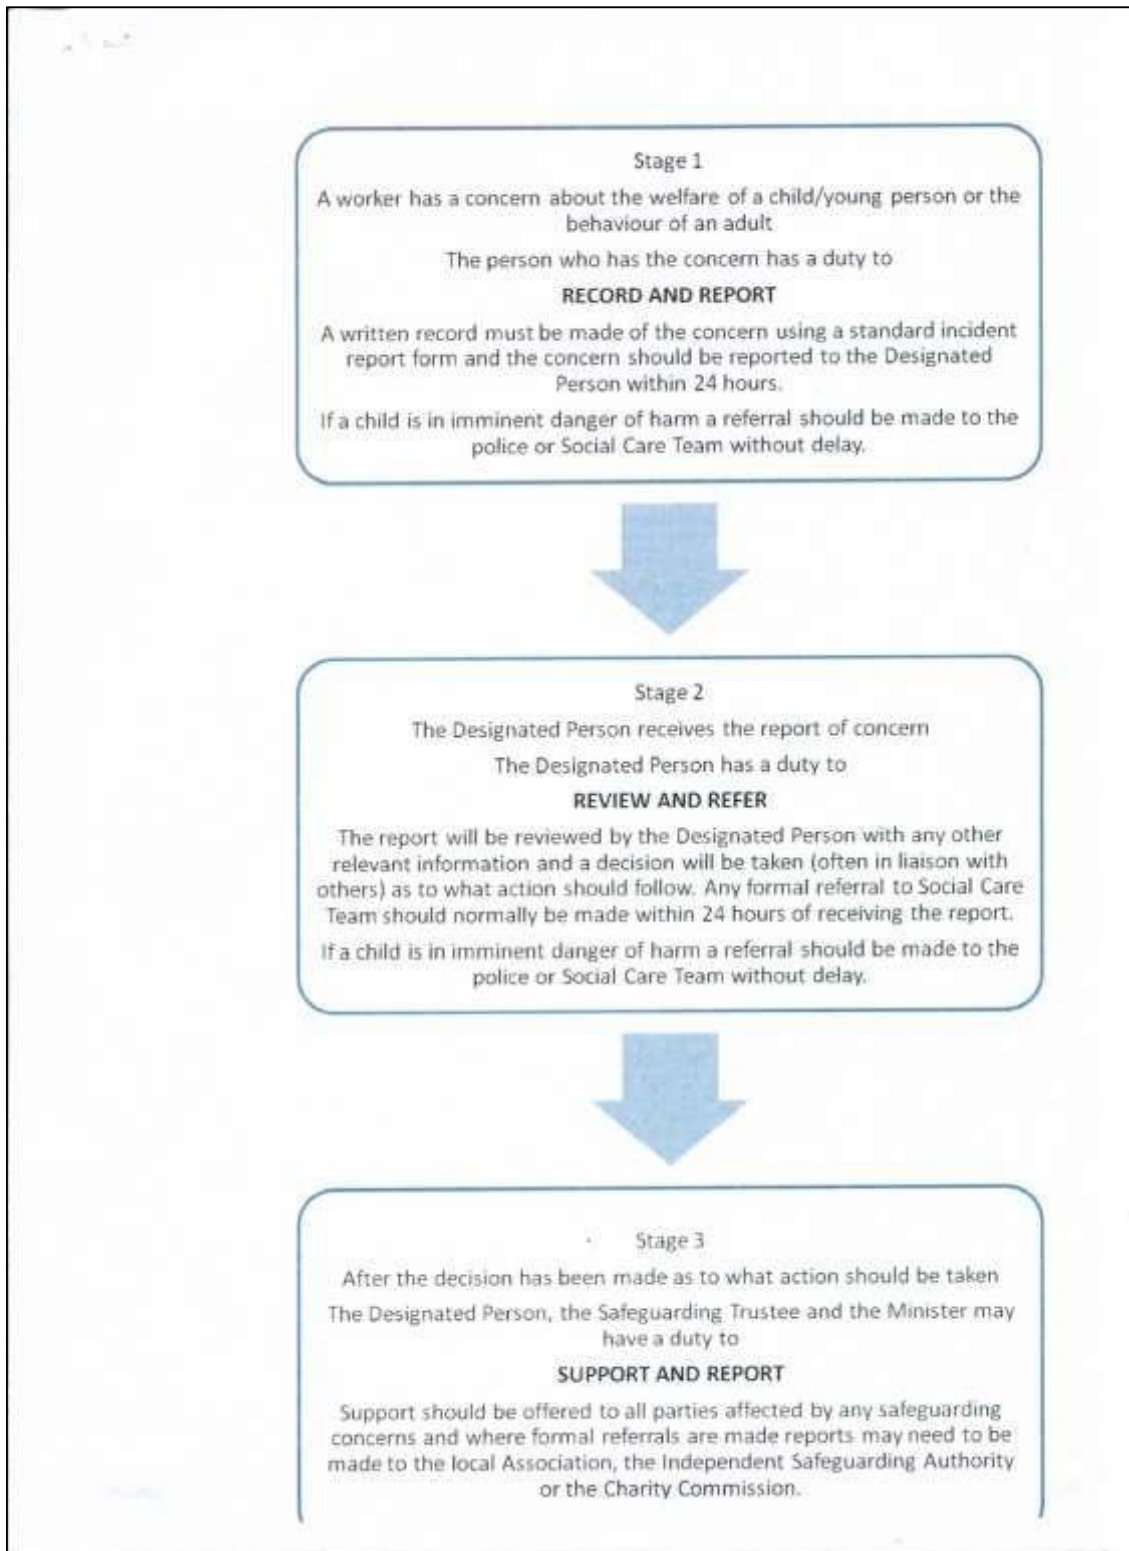 Stage 1
A worker has a concern about the welfare of a child/young person or the
behaviour of an adult
The person who has the concern has a duty to
RECORD AND REPORT
A written record must be made of the concern using a standard incident
report form and the concern should be reported to the Designated
Person within 24 hours.
If a child is in imminent danger of harm a referral should be made to the
police or Social Care Team without delay.
Stage 2
The Designated Person receives the report of concern
The Designated Person has a duty to
REVIEW AND REFER
The report will be reviewed by the Designated Person with any other
relevant information and a decision will be taken (often in liaison with
others) as to what action should follow. Any formal referral to Social Care
Team should normally be made within 24 hours of receiving the report.
If a child is in imminent danger of harm a referral should be made to the
police or Social Care Team without delay.
Stage 3
After the decision has been made as to what action should be taken
The Designated Person, the Safeguarding Trustee and the Minister may
have a duty to
SUPPORT AND REPORT
Support should be offered to all parties affected by any safeguarding
concerns and where formal referrals are made reports may need to be
made to the local Association, the Independent Safeguarding Authority
or the Charity Commission.